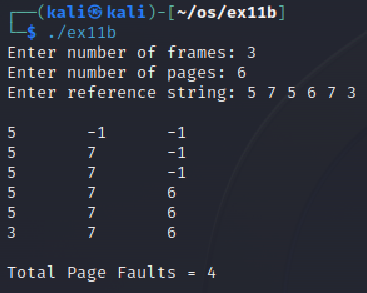 ┌──(kali㉿kali)-[~/os/ex11b]
└─$ ./ex11b
Enter number of frames: 3
Enter number of pages: 6
Enter reference string: 5 7 5 6 7 3
5 -1 -1
5 7 -1
5 7 -1
5 7 6
5 7 6
3 7 6
Total Page Faults = 4